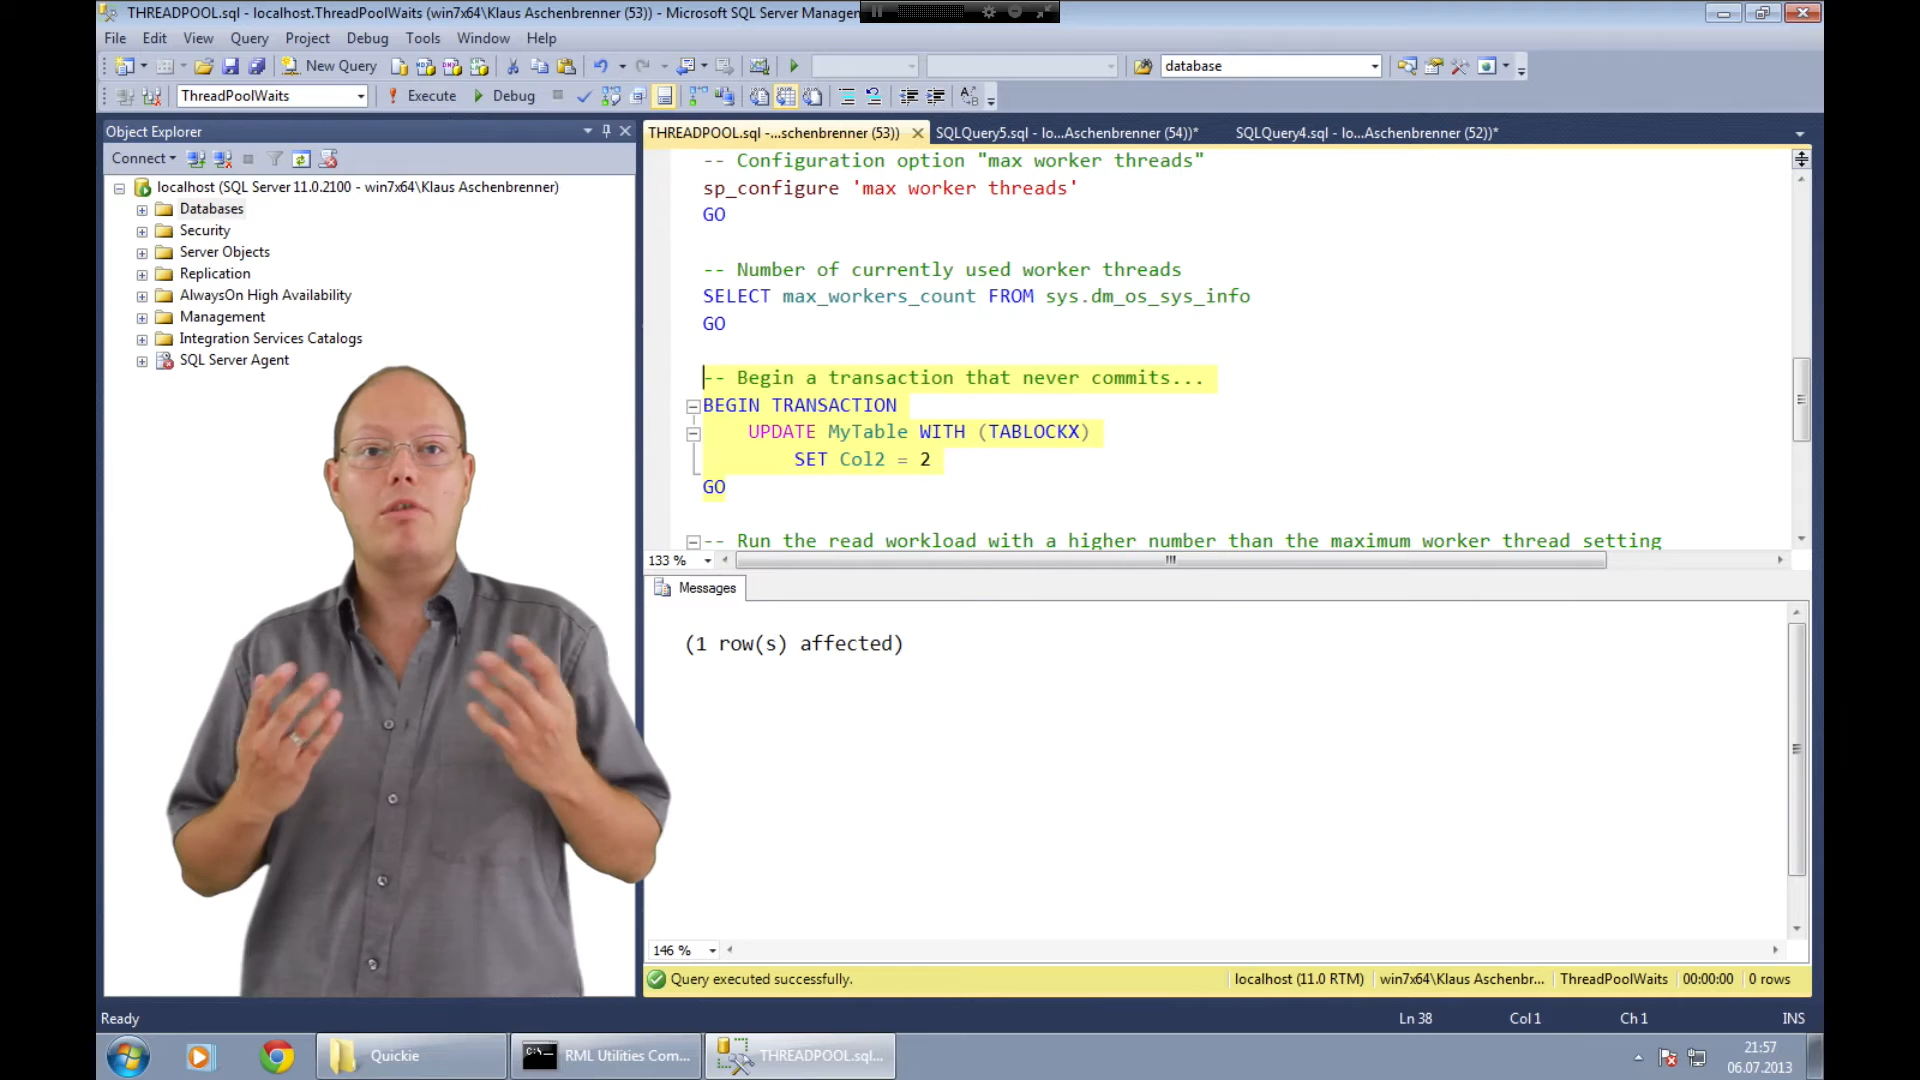 THREADPOOL.sql - localhost.ThreadPoolWaits (win7x64\Klaus Aschenbrenner (53)) - Microsoft SQL Server Managem
File Edit View Query Project Debug Tools Window Help
New Query
database
ThreadPoolWaits
Execute
Debug
Object Explorer
Connect
localhost (SQL Server 11.0.2100 - win7x64\Klaus Aschenbrenner)
Databases
Security
Server Objects
Replication
AlwaysOn High Availability
Management
Integration Services Catalogs
SQL Server Agent
THREADPOOL.sql -...schenbrenner (53))
SQLQuery5.sql - lo...Aschenbrenner (54))*
SQLQuery4.sql - lo...Aschenbrenner (52))*
-- Configuration option "max worker threads"
sp_configure 'max worker threads'
GO
-- Number of currently used worker threads
SELECT max_workers_count FROM sys.dm_os_sys_info
GO
-- Begin a transaction that never commits...
BEGIN TRANSACTION
UPDATE MyTable WITH (TABLOCKX)
SET Col2 = 2
GO
-- Run the read workload with a higher number than the maximum worker thread setting
133 %
Messages
(1 row(s) affected)
146 %
Query executed successfully.
localhost (11.0 RTM)
win7x64\Klaus Aschenbr...
ThreadPoolWaits
00:00:00
0 rows
Ready
Ln 38
Col 1
Ch 1
INS
Quickie
C:\-
RML Utilities Com...
THREADPOOL.sql...
21:57
06.07.2013